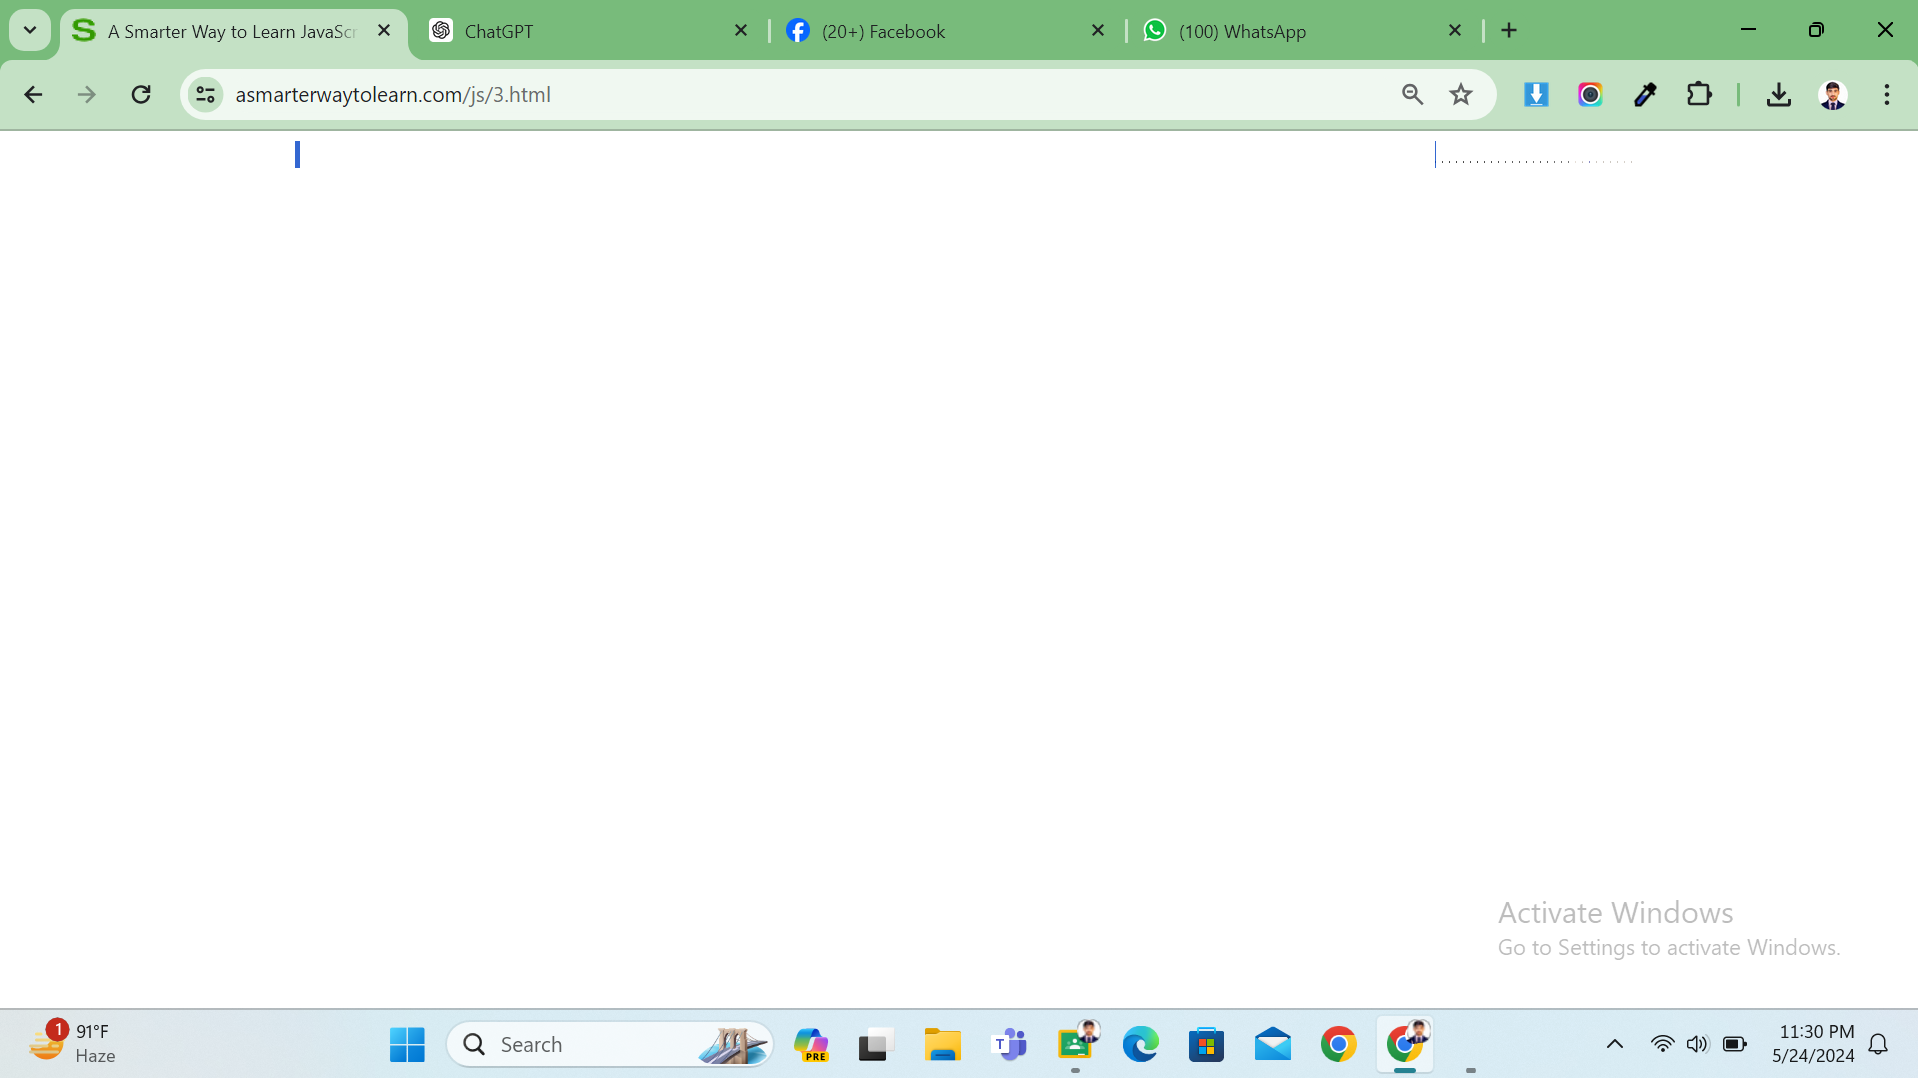 A Smarter Way to Learn JavaScr
ChatGPT
(20+) Facebook
(100) WhatsApp
asmarterwaytolearn.com/js/3.html
Activate Windows
Go to Settings to activate Windows.
1
91°F
Haze
Search
PRE
T
11:30 PM
5/24/2024